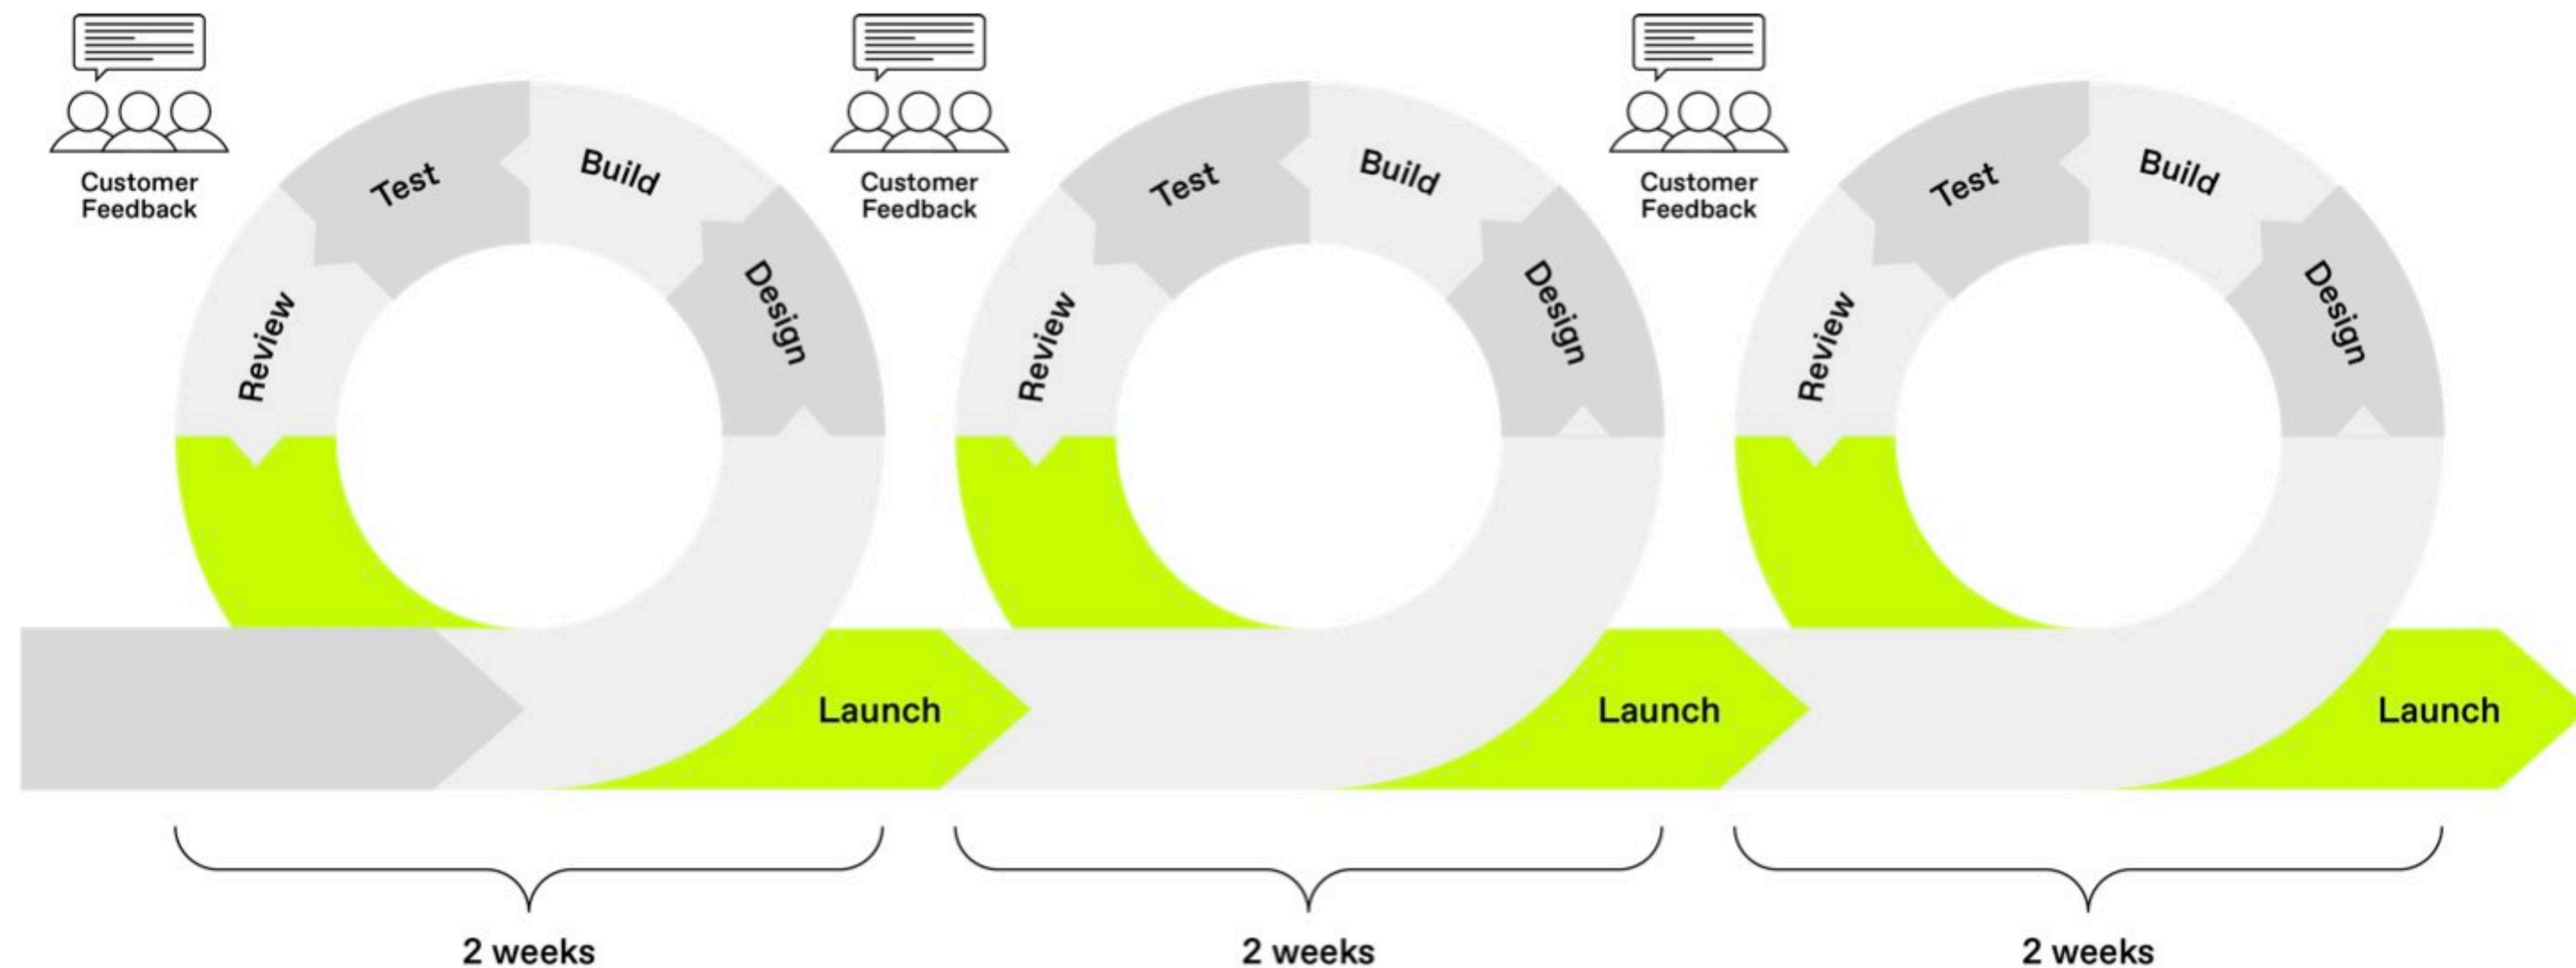 Customer
Feedback
Test
Build
Design
Review
Launch
2 weeks
Customer
Feedback
Test
Build
Design
Review
Launch
2 weeks
Customer
Feedback
Test
Build
Design
Review
Launch
2 weeks